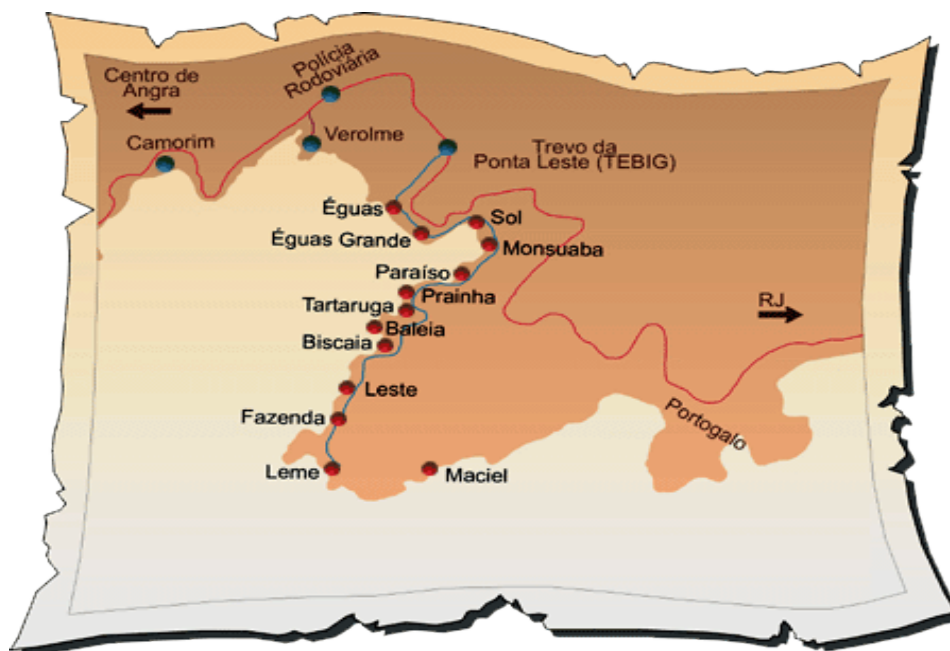 Centro de
Angra
Polícia
Rodoviária
Camorim
Verolme
Trevo da
Ponta Leste (TEBIG)
Éguas
Sol
Éguas Grande
Monsuaba
Paraíso
Prainha
Tartaruga
RJ
Baleia
Biscaia
Leste
Fazenda
Portogalo
Leme
Maciel